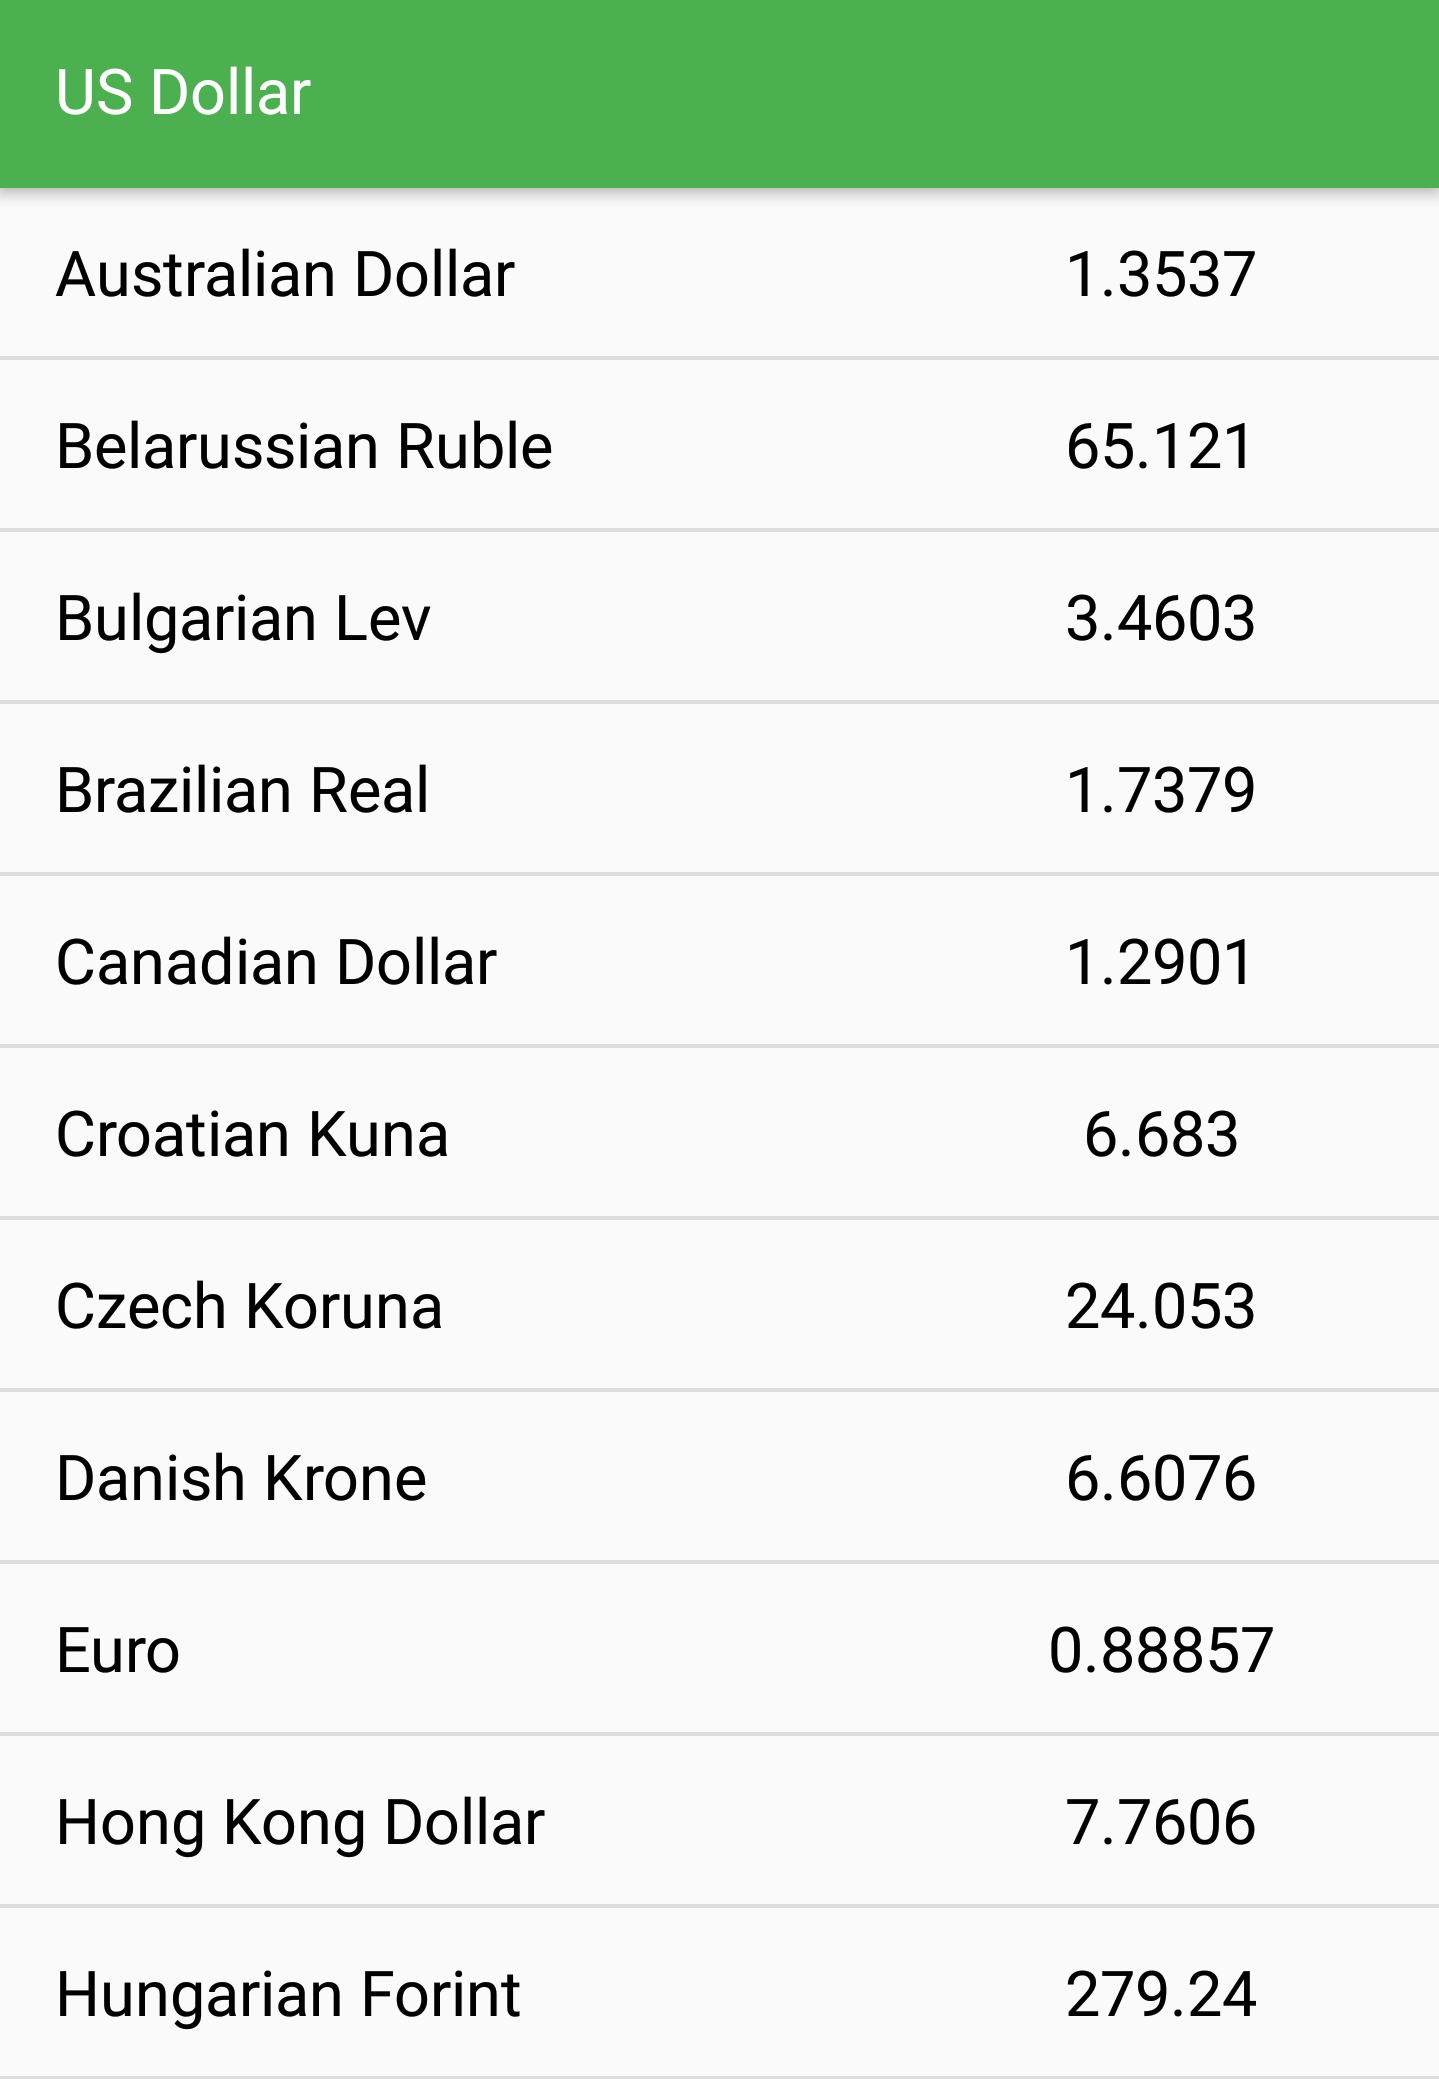 US Dollar
Australian Dollar 1.3537
Belarussian Ruble 65.121
Bulgarian Lev 3.4603
Brazilian Real 1.7379
Canadian Dollar 1.2901
Croatian Kuna 6.683
Czech Koruna 24.053
Danish Krone 6.6076
Euro 0.88857
Hong Kong Dollar 7.7606
Hungarian Forint 279.24